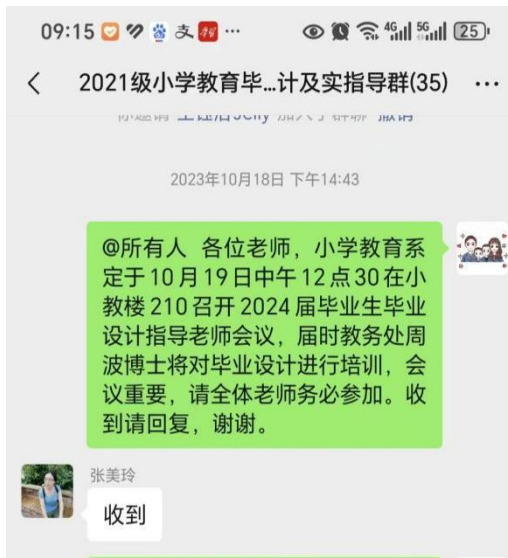 09:15
4G 5G 25
2021级小学教育毕...计及实指导群(35)
2023年10月18日 下午14:43
@所有人 各位老师，小学教育系
定于10月19日中午12点30在小
教楼210召开2024届毕业生毕业
设计指导老师会议，届时教务处周
波博士将对毕业设计进行培训，会
议重要，请全体老师务必参加。收
到请回复，谢谢。
张美玲
收到